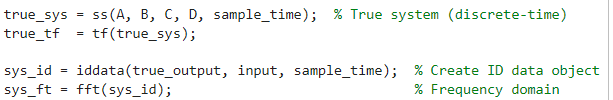 true_sys = ss(A, B, C, D, sample_time);  % True system (discrete-time)
true_tf  = tf(true_sys);
sys_id = iddata(true_output, input, sample_time);  % Create ID data object
sys_ft = fft(sys_id);                              % Frequency domain